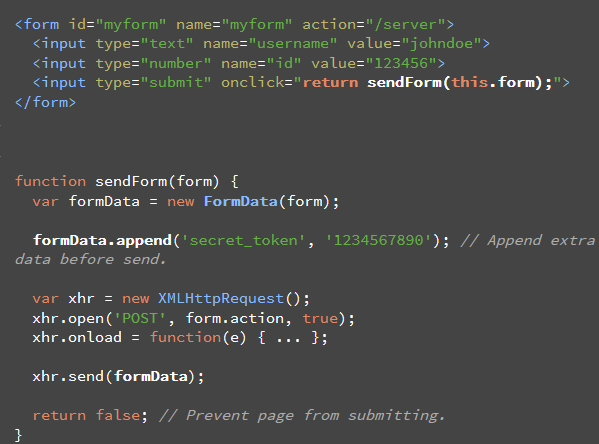 <form id="myform" name="myform" action="/server">
<input type="text" name="username" value="johndoe">
<input type="number" name="id" value="123456">
<input type="submit" onclick="return sendForm(this.form);">
</form>
function sendForm(form) {
var formData = new FormData(form);
formData.append('secret_token', '1234567890'); // Append extra
data before send.
var xhr = new XMLHttpRequest();
xhr.open('POST', form.action, true);
xhr.onload = function(e) { ... };
xhr.send(formData);
return false; // Prevent page from submitting.
}